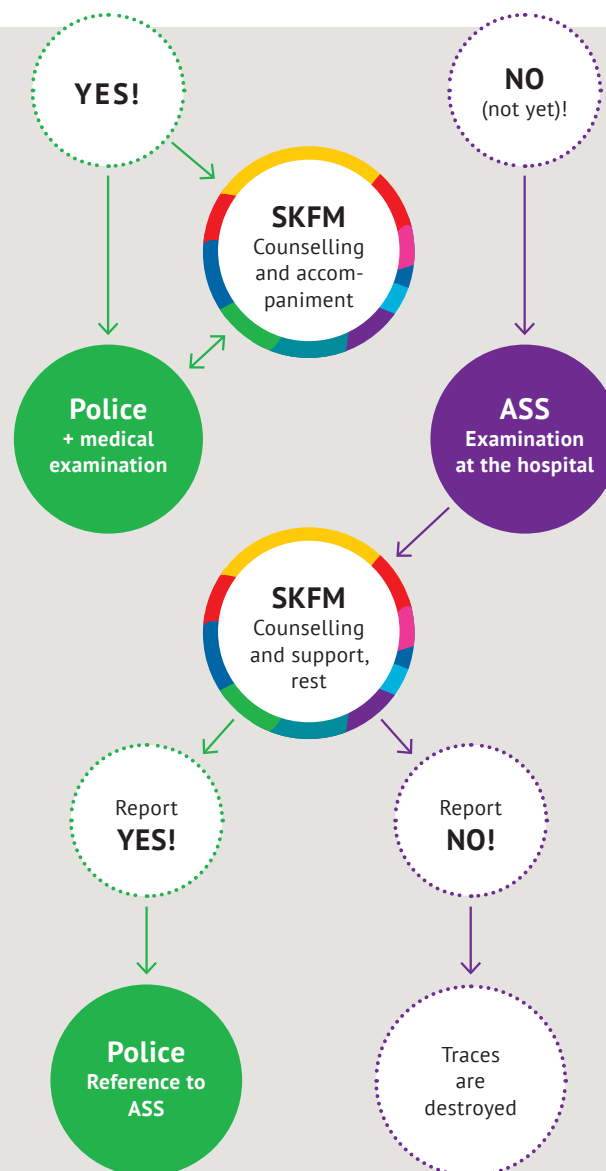 YES!
NO
(not yet)!
SKFM
Counselling
and accom-
paniment
Police
+ medical
examination
ASS
Examination
at the hospital
SKFM
Counselling
and support,
rest
Report
YES!
Report
NO!
Police
Reference to
ASS
Traces
are
destroyed